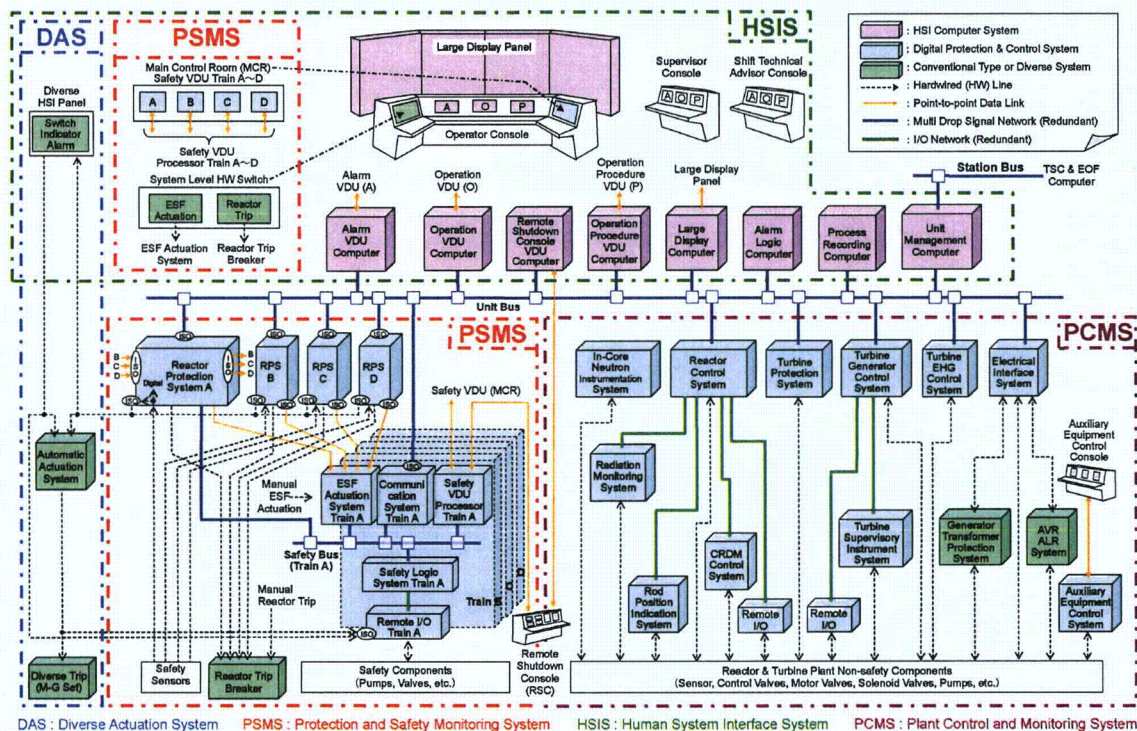 DAS
PSMS
HSIS
Large Display Panel
Main Control Room (MCR)
Safety VDU Train A~D
A B C D
Safety VDU
Processor Train A~D
System Level HW Switch
ESF
Actuation
Reactor
Trip
ESF Actuation
System
Reactor Trip
Breaker
Diverse
HSI Panel
Switch
Indicator
Alarm
A O P
Operator Console
Supervisor
Console
A O P
Shift Technical
Advisor Console
A O P
: HSI Computer System
: Digital Protection & Control System
: Conventional Type or Diverse System
: Hardwired (HW) Line
: Point-to-point Data Link
: Multi Drop Signal Network (Redundant)
: I/O Network (Redundant)
Station Bus
TSC & EOF
Computer
Alarm
VDU (A)
Operation
VDU (O)
Operation
Procedure
VDU (P)
Large Display
Panel
Alarm
VDU
Computer
Operation
VDU
Computer
Remote
Shutdown
Console
VDU
Computer
Operation
Procedure
VDU
Computer
Large
Display
Computer
Alarm
Logic
Computer
Process
Recording
Computer
Unit
Management
Computer
Unit Bus
PSMS
PCMS
ISO
ISO
ISO
ISO
B
C
D
ISO
Reactor
Protection
System A
Digital
ISO
B
C
D
ISO
RPS
B
RPS
C
RPS
D
ISO
ISO
ISO
Safety VDU (MCR)
Automatic
Actuation
System
Manual
ESF
Actuation
ISO
ESF
Actuation
System
Train A
Communi
cation
System
Train A
Safety
VDU
Processor
Train A
Safety Bus
(Train A)
Safety Logic
System Train A
Train B
C
D
Manual
Reactor Trip
Remote I/O
Train A
ISO
Diverse Trip
(M-G Set)
Safety
Sensors
Reactor Trip
Breaker
Safety Components
(Pumps, Valves, etc.)
Remote
Shutdown
Console
(RSC)
In-Core
Neutron
Instrumentation
System
Reactor
Control
System
Turbine
Protection
System
Turbine
Generator
Control
System
Turbine
EHG Control
System
Electrical
Interface
System
Auxiliary
Equipment
Control
Console
Radiation
Monitoring
System
CRDM
Control
System
Turbine
Supervisory
Instrument
System
Generator
Transformer
Protection
System
AVR
ALR
System
Rod
Position
Indication
System
Remote
I/O
Remote
I/O
Auxiliary
Equipment
Control
System
Reactor & Turbine Plant Non-safety Components
(Sensor, Control Valves, Motor Valves, Solenoid Valves, Pumps, etc.)
DAS : Diverse Actuation System PSMS : Protection and Safety Monitoring System HSIS : Human System Interface System PCMS : Plant Control and Monitoring System